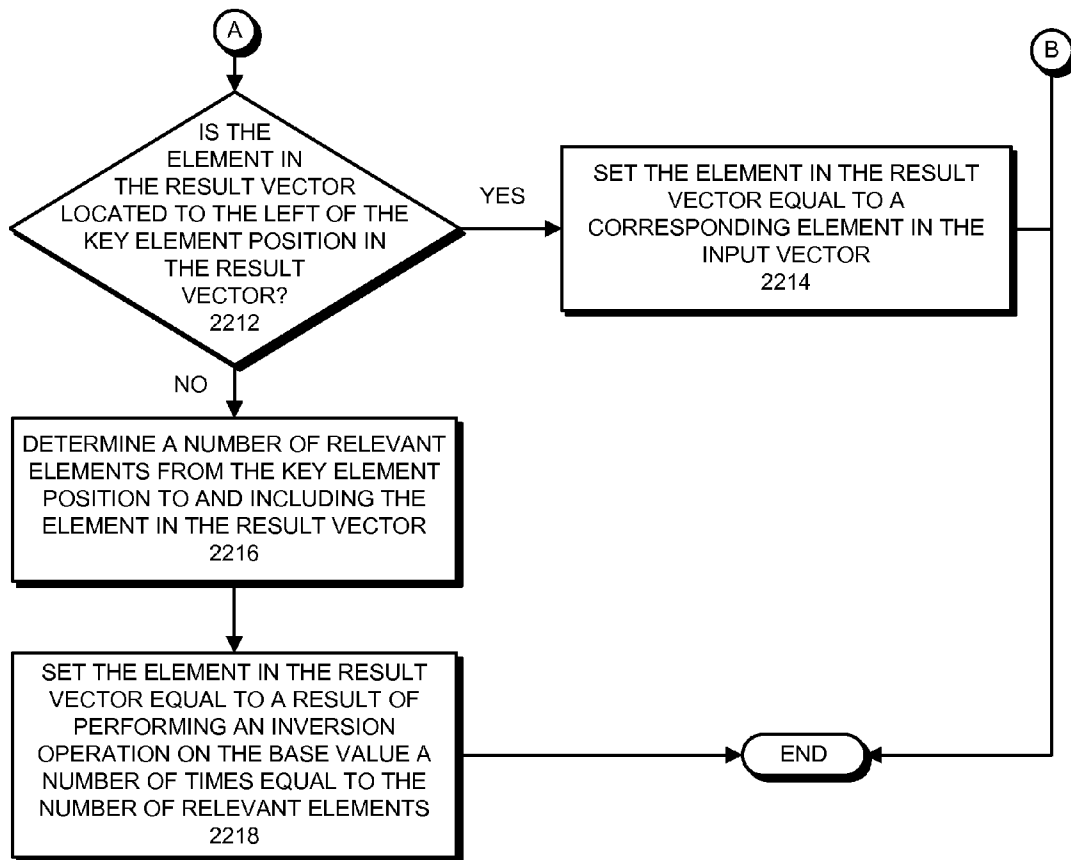 A
B
IS THE
ELEMENT IN
THE RESULT VECTOR
LOCATED TO THE LEFT OF THE
KEY ELEMENT POSITION IN
THE RESULT
VECTOR?
2212
YES
SET THE ELEMENT IN THE RESULT
VECTOR EQUAL TO A
CORRESPONDING ELEMENT IN THE
INPUT VECTOR
2214
NO
DETERMINE A NUMBER OF RELEVANT
ELEMENTS FROM THE KEY ELEMENT
POSITION TO AND INCLUDING THE
ELEMENT IN THE RESULT VECTOR
2216
SET THE ELEMENT IN THE RESULT
VECTOR EQUAL TO A RESULT OF
PERFORMING AN INVERSION
OPERATION ON THE BASE VALUE A
NUMBER OF TIMES EQUAL TO THE
NUMBER OF RELEVANT ELEMENTS
2218
END